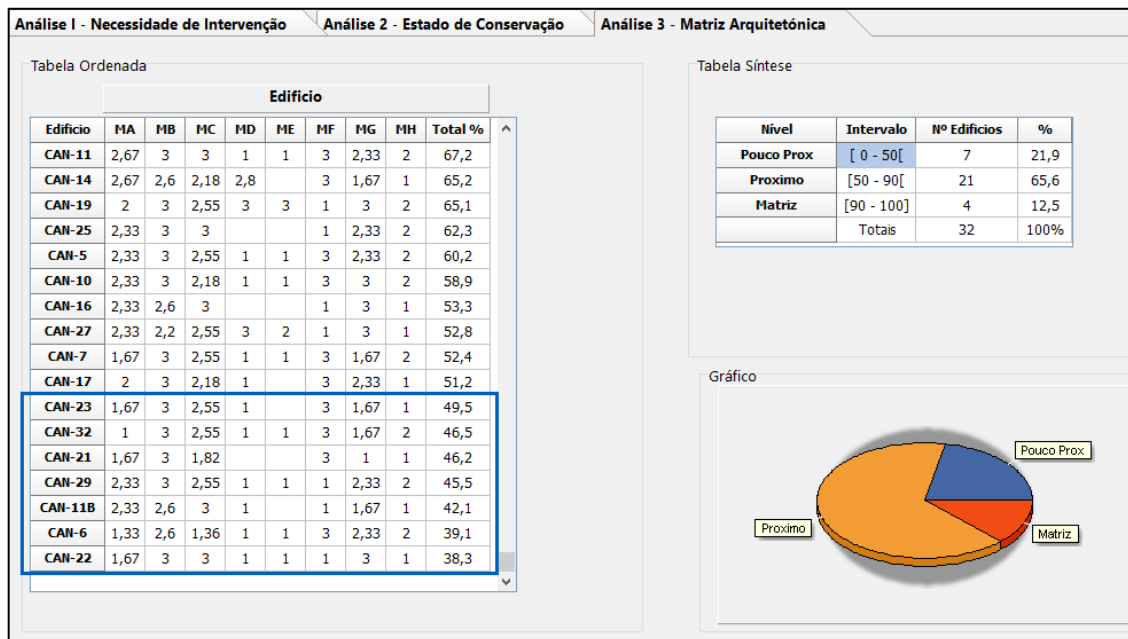 Análise I - Necessidade de Intervenção Análise 2 - Estado de Conservação Análise 3 - Matriz Arquitetónica
Tabela Ordenada
Edificio
Edificio MA MB MC MD ME MF MG MH Total %
CAN-11 2,67 3 3 1 1 3 2,33 2 67,2
CAN-14 2,67 2,6 2,18 2,8 3 1,67 1 65,2
CAN-19 2 3 2,55 3 3 1 3 2 65,1
CAN-25 2,33 3 3 1 2,33 2 62,3
CAN-5 2,33 3 2,55 1 1 3 2,33 2 60,2
CAN-10 2,33 3 2,18 1 1 3 3 2 58,9
CAN-16 2,33 2,6 3 1 3 1 53,3
CAN-27 2,33 2,2 2,55 3 2 1 3 1 52,8
CAN-7 1,67 3 2,55 1 1 3 1,67 2 52,4
CAN-17 2 3 2,18 1 3 2,33 1 51,2
CAN-23 1,67 3 2,55 1 3 1,67 1 49,5
CAN-32 1 3 2,55 1 1 3 1,67 2 46,5
CAN-21 1,67 3 1,82 3 1 1 46,2
CAN-29 2,33 3 2,55 1 1 1 2,33 2 45,5
CAN-11B 2,33 2,6 3 1 1 1,67 1 42,1
CAN-6 1,33 2,6 1,36 1 1 3 2,33 2 39,1
CAN-22 1,67 3 3 1 1 1 3 1 38,3
Tabela Síntese
Nível Intervalo Nº Edificios %
Pouco Prox [ 0 - 50[ 7 21,9
Proximo [50 - 90[ 21 65,6
Matriz [90 - 100] 4 12,5
Totais 32 100%
Gráfico
Pouco Prox
Proximo
Matriz